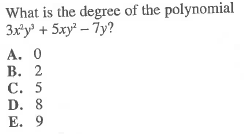 What is the degree of the polynomial
3x²y³ + 5xy² – 7y?
A. 0
B. 2
C. 5
D. 8
E. 9